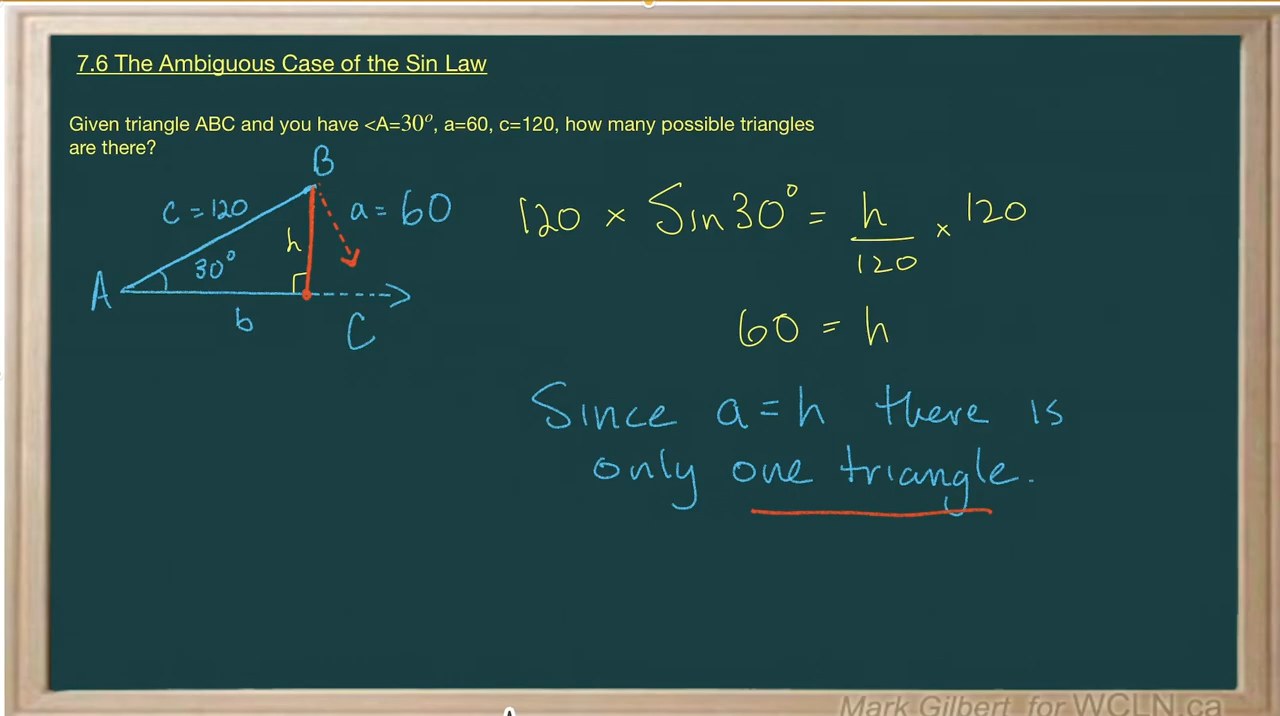 7.6 The Ambiguous Case of the Sin Law
Given triangle ABC and you have <A=30°, a=60, c=120, how many possible triangles
are there?
B
c = 120
a = 60
h
30°
A
b
C
120 × Sin30° = h/120 × 120
60 = h
Since a = h there is
only one triangle.
Mark Gilbert for WCLN.ca